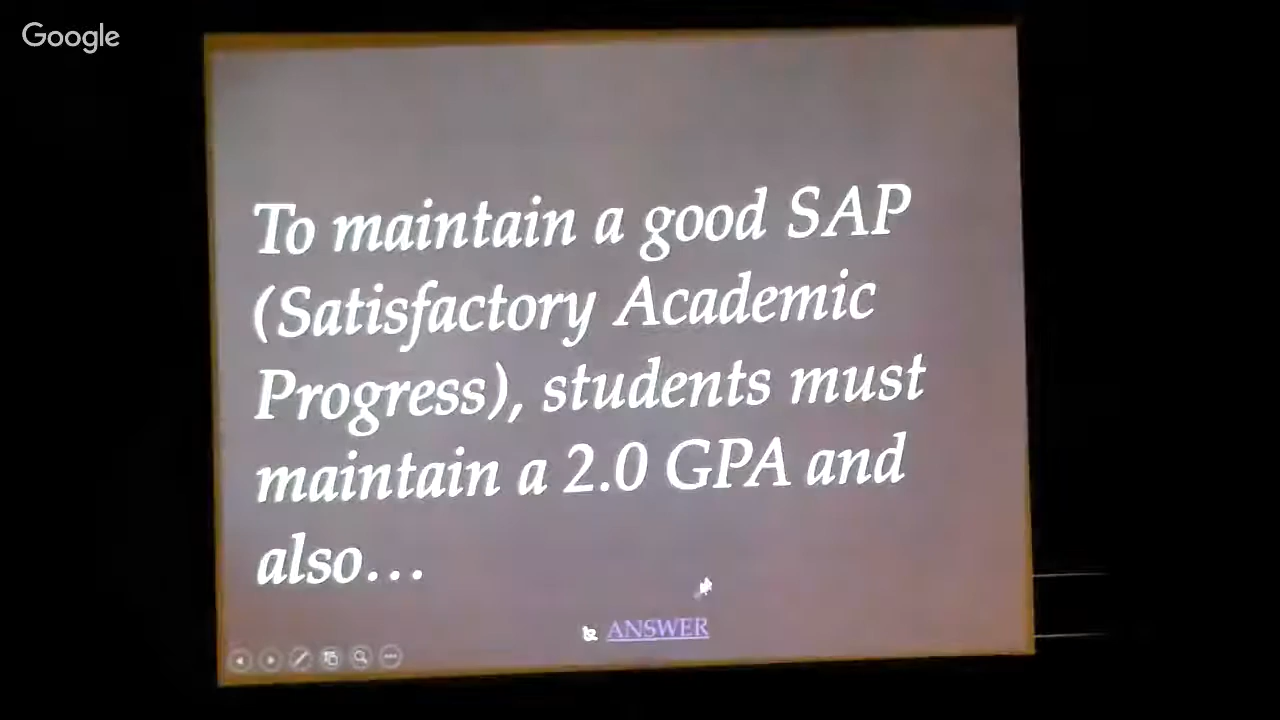 Google
To maintain a good SAP
(Satisfactory Academic
Progress), students must
maintain a 2.0 GPA and
also...
ANSWER